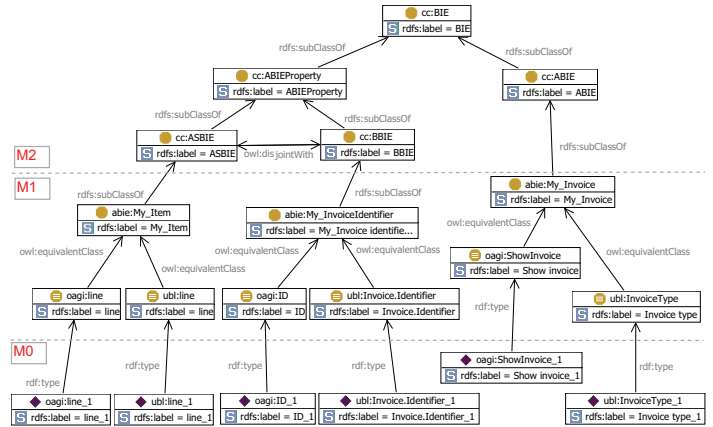 cc:BIE
S rdfs:label = BIE
rdfs:subClassOf
rdfs:subClassOf
cc:ABIEProperty
S rdfs:label = ABIEProperty
cc:ABIE
S rdfs:label = ABIE
rdfs:subClassOf
rdfs:subClassOf
cc:ASBIE
S rdfs:label = ASBIE
owl:disjointWith
cc:BBIE
S rdfs:label = BBIE
rdfs:subClassOf
M2
M1
rdfs:subClassOf
rdfs:subClassOf
abie:My_Item
S rdfs:label = My_Item
abie:My_InvoiceIdentifier
S rdfs:label = My_Invoice identifie...
abie:My_Invoice
S rdfs:label = My_Invoice
owl:equivalentClass
owl:equivalentClass
owl:equivalentClass
owl:equivalentClass
owl:equivalentClass
owl:equivalentClass
oagi:ShowInvoice
S rdfs:label = Show invoice
oagi:line
S rdfs:label = line
ubl:line
S rdfs:label = line
oagi:ID
S rdfs:label = ID
ubl:Invoice.Identifier
S rdfs:label = Invoice.Identifier
ubl:InvoiceType
S rdfs:label = Invoice type
rdf:type
M0
rdf:type
rdf:type
rdf:type
rdf:type
oagi:ShowInvoice_1
S rdfs:label = Show invoice_1
rdf:type
oagi:line_1
S rdfs:label = line_1
ubl:line_1
S rdfs:label = line_1
oagi:ID_1
S rdfs:label = ID_1
ubl:Invoice.Identifier_1
S rdfs:label = Invoice.Identifier_1
ubl:InvoiceType_1
S rdfs:label = Invoice type_1